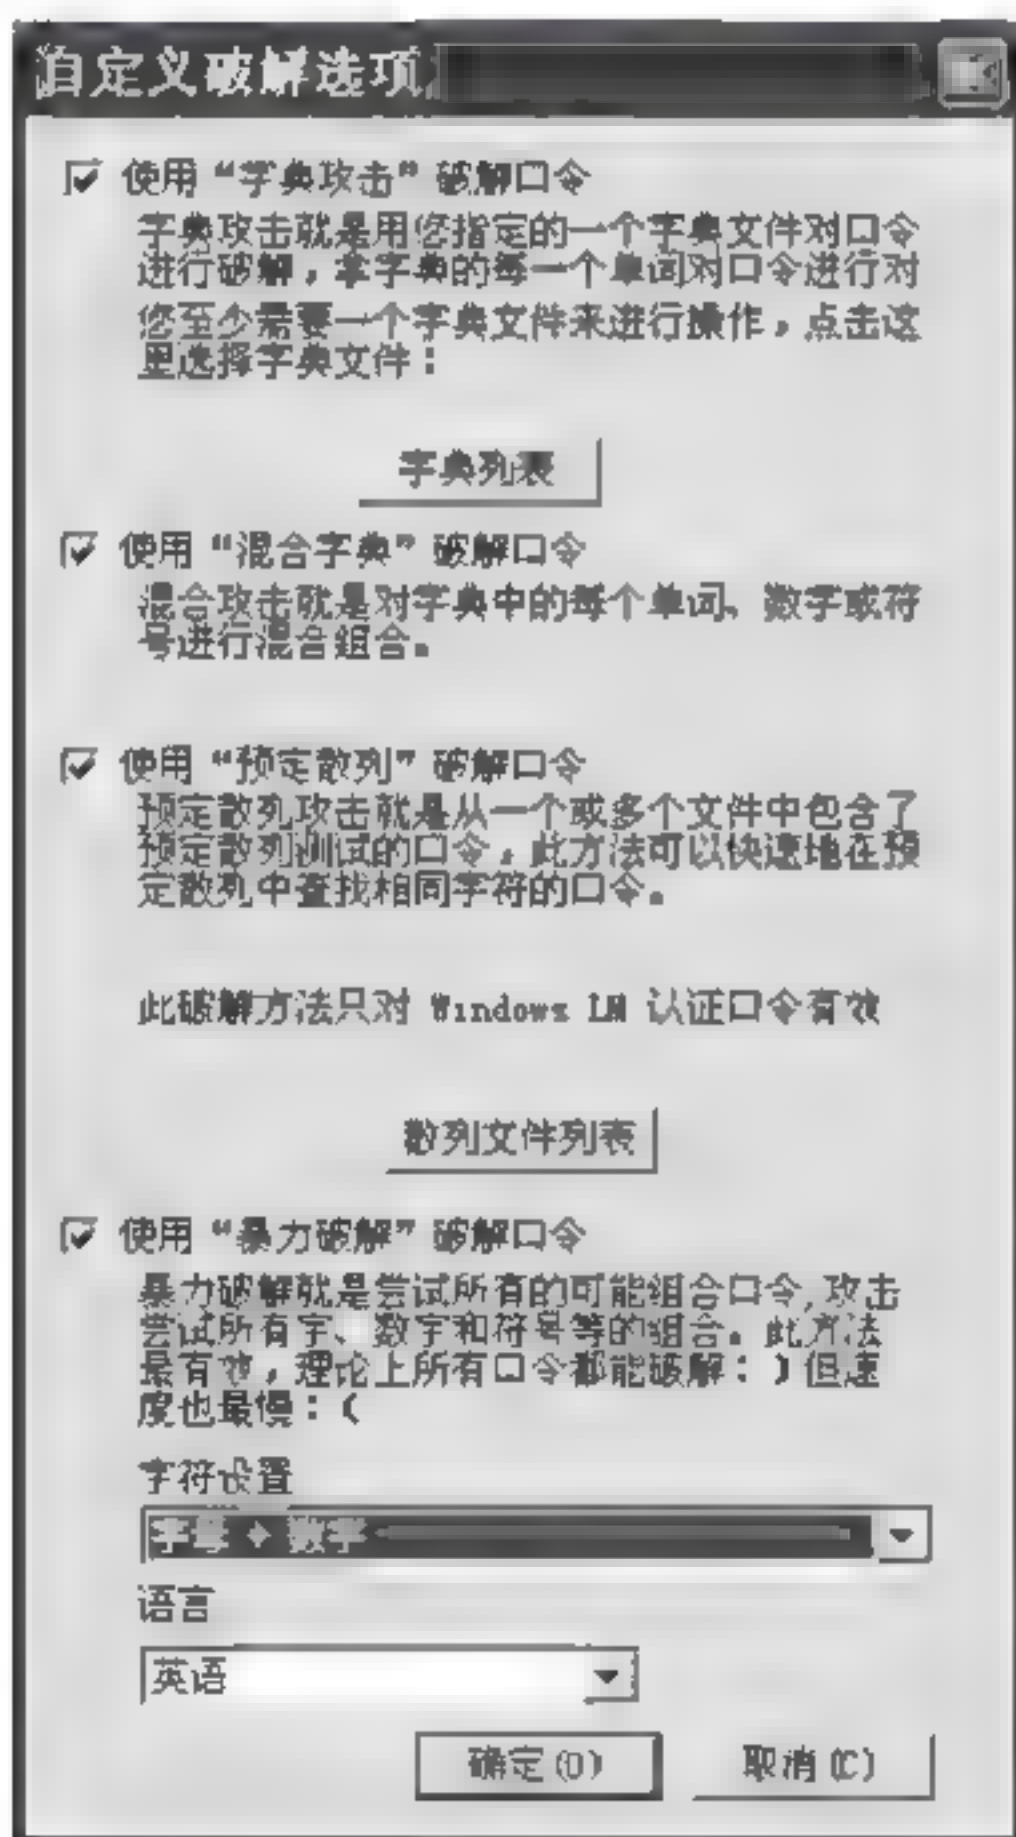 自定义破解选项
使用“字典攻击”破解口令
字典攻击就是用您指定的一个字典文件对口令
进行破解，拿字典的每一个单词对口令进行对
您至少需要一个字典文件来进行操作，点击这
里选择字典文件：
字典列表
使用“混合字典”破解口令
混合攻击就是对字典中的每个单词、数字或符
号进行混合组合。
使用“预定散列”破解口令
预定散列攻击就是从一个或多个文件中包含了
预定散列测试的口令，此方法可以快速地在预
定散列中查找相同字符的口令。
此破解方法只对 Windows LM 认证口令有效
散列文件列表
使用“暴力破解”破解口令
暴力破解就是尝试所有的可能组合口令,攻击
尝试所有字、数字和符号等的组合。此方法
最有效，理论上所有口令都能破解：)但速
度也最慢：(
字符设置
字母 + 数字
语言
英语
确定(O) 取消(C)